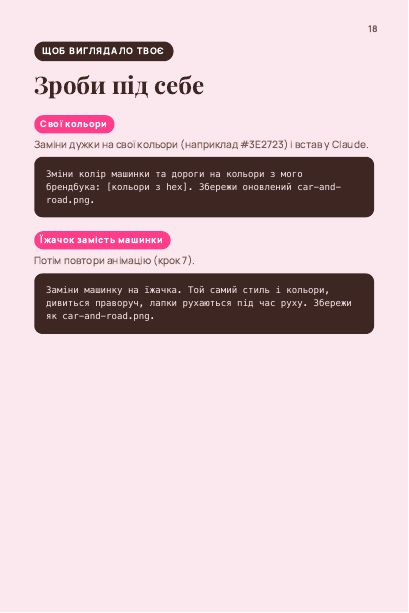 18
ЩОБ ВИГЛЯДАЛО ТВОЄ
Зроби під себе
Свої кольори
Заміни дужки на свої кольори (наприклад #3E2723) і встав у Claude.
Зміни колір машинки та дороги на кольори з мого
брендбука: [кольори з hex]. Збережи оновлений car-and-
road.png.
Їжачок замість машинки
Потім повтори анімацію (крок 7).
Заміни машинку на їжачка. Той самий стиль і кольори,
дивиться праворуч, лапки рухаються під час руху. Збережи
як car-and-road.png.